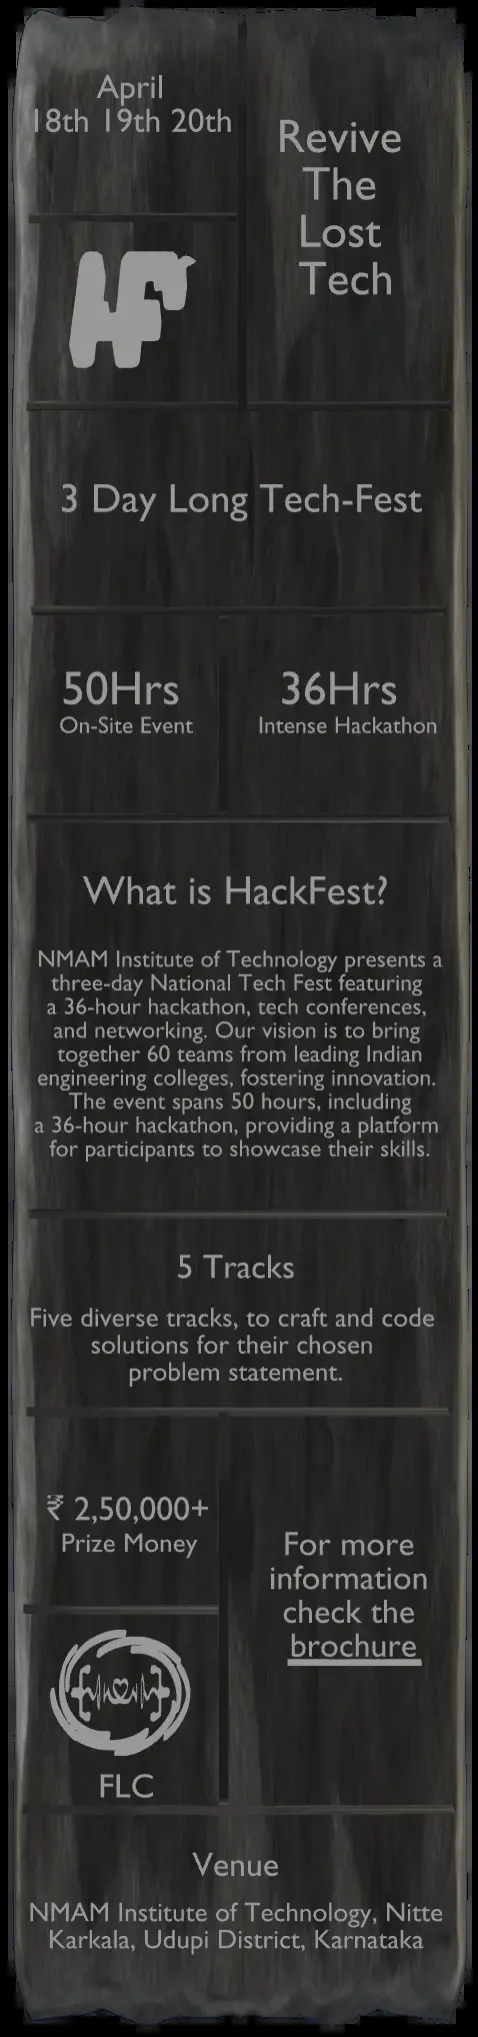 April
18th 19th 20th
Revive
The
Lost
Tech
HF
3 Day Long Tech-Fest
50Hrs
On-Site Event
36Hrs
Intense Hackathon
What is HackFest?
NMAM Institute of Technology presents a
three-day National Tech Fest featuring
a 36-hour hackathon, tech conferences,
and networking. Our vision is to bring
together 60 teams from leading Indian
engineering colleges, fostering innovation.
The event spans 50 hours, including
a 36-hour hackathon, providing a platform
for participants to showcase their skills.
5 Tracks
Five diverse tracks, to craft and code
solutions for their chosen
problem statement.
₹ 2,50,000+
Prize Money
For more
information
check the
brochure
FLC
Venue
NMAM Institute of Technology, Nitte
Karkala, Udupi District, Karnataka